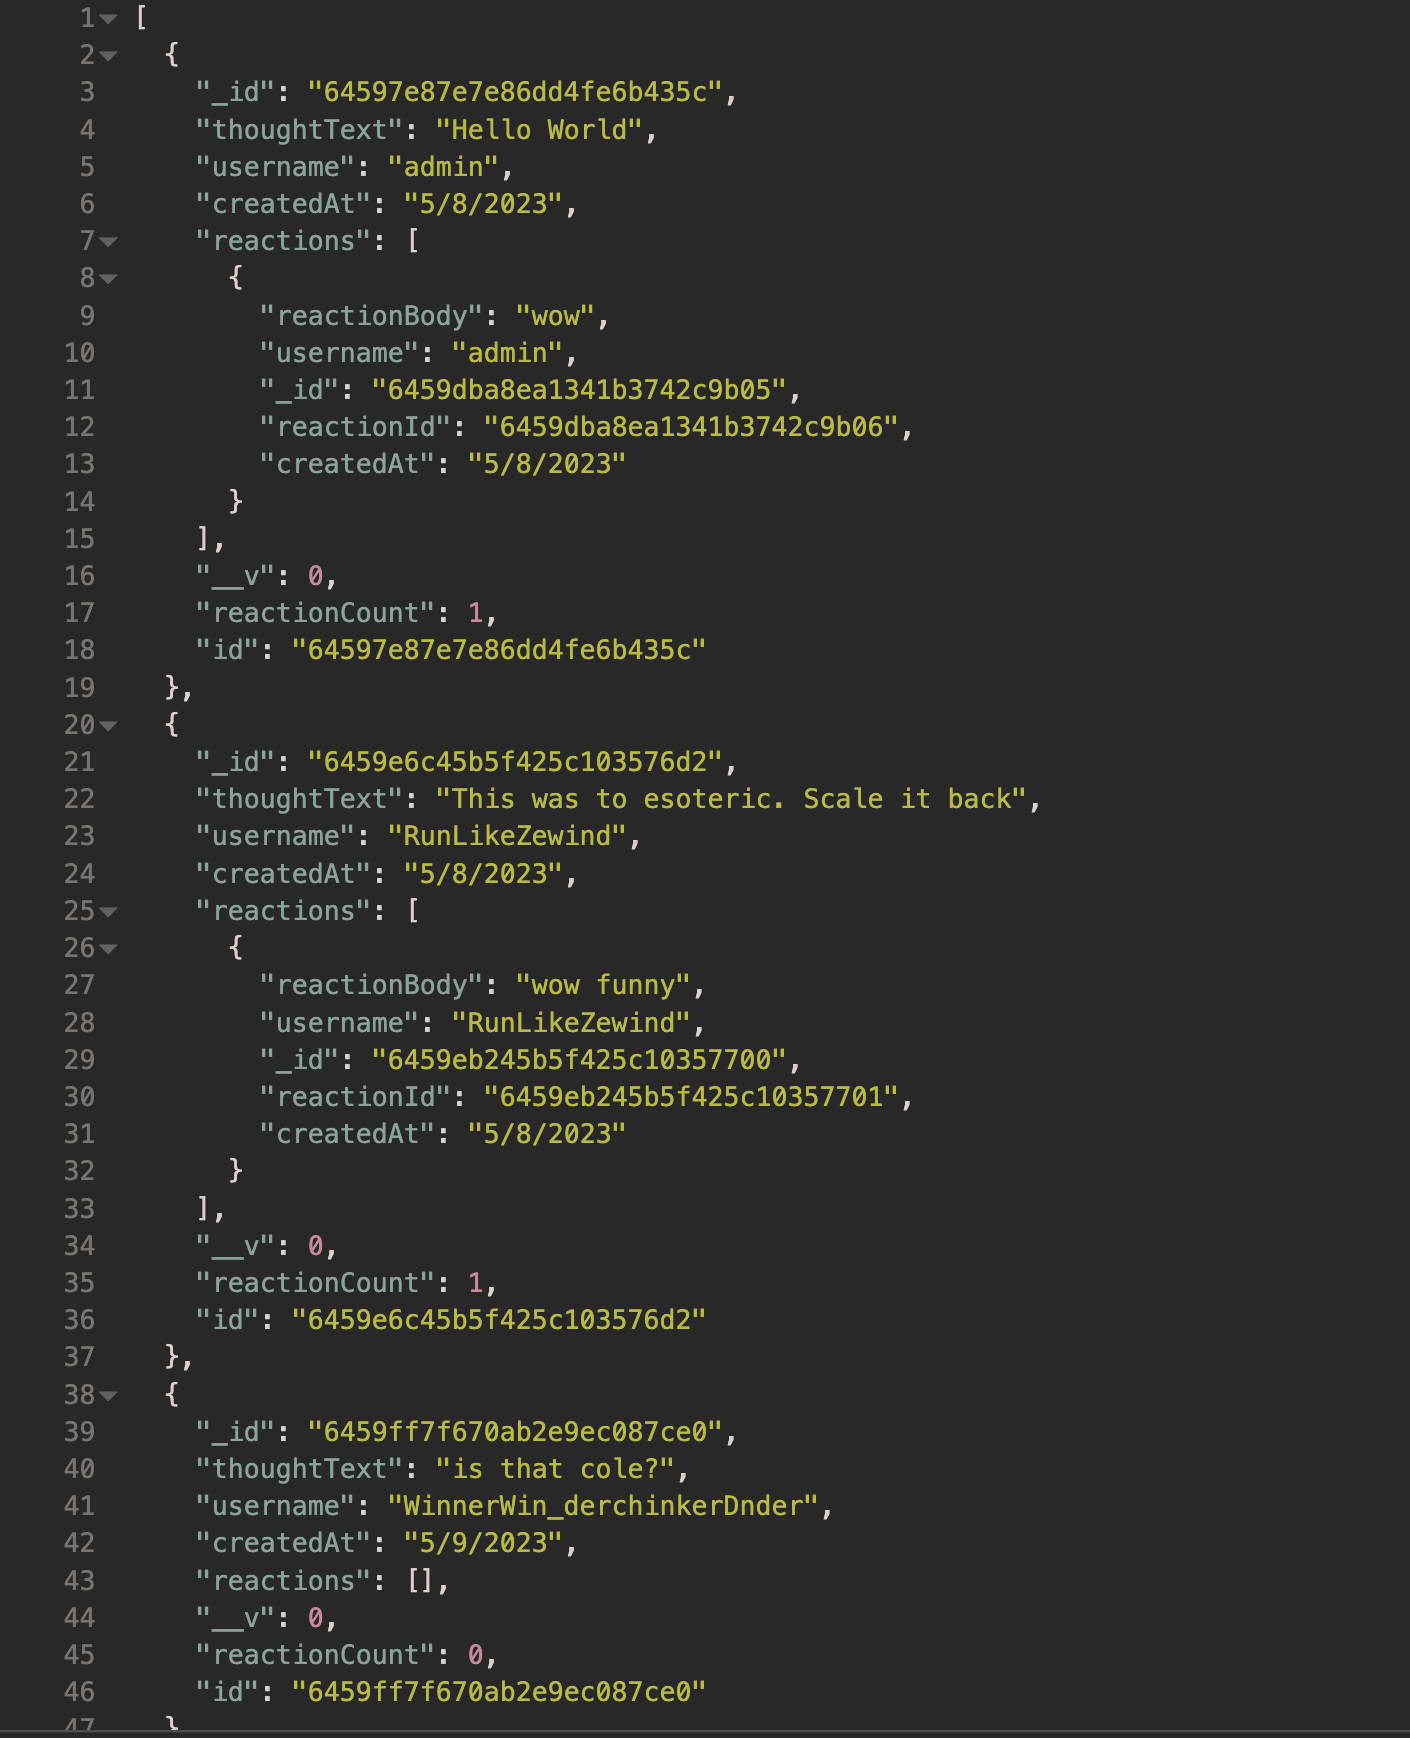 1 [
2 {
3 "_id": "64597e87e7e86dd4fe6b435c",
4 "thoughtText": "Hello World",
5 "username": "admin",
6 "createdAt": "5/8/2023",
7 "reactions": [
8 {
9 "reactionBody": "wow",
10 "username": "admin",
11 "_id": "6459dba8ea1341b3742c9b05",
12 "reactionId": "6459dba8ea1341b3742c9b06",
13 "createdAt": "5/8/2023"
14 }
15 ],
16 "__v": 0,
17 "reactionCount": 1,
18 "id": "64597e87e7e86dd4fe6b435c"
19 },
20 {
21 "_id": "6459e6c45b5f425c103576d2",
22 "thoughtText": "This was to esoteric. Scale it back",
23 "username": "RunLikeZewind",
24 "createdAt": "5/8/2023",
25 "reactions": [
26 {
27 "reactionBody": "wow funny",
28 "username": "RunLikeZewind",
29 "_id": "6459eb245b5f425c10357700",
30 "reactionId": "6459eb245b5f425c10357701",
31 "createdAt": "5/8/2023"
32 }
33 ],
34 "__v": 0,
35 "reactionCount": 1,
36 "id": "6459e6c45b5f425c103576d2"
37 },
38 {
39 "_id": "6459ff7f670ab2e9ec087ce0",
40 "thoughtText": "is that cole?",
41 "username": "WinnerWin_derchinkerDnder",
42 "createdAt": "5/9/2023",
43 "reactions": [],
44 "__v": 0,
45 "reactionCount": 0,
46 "id": "6459ff7f670ab2e9ec087ce0"
47 }